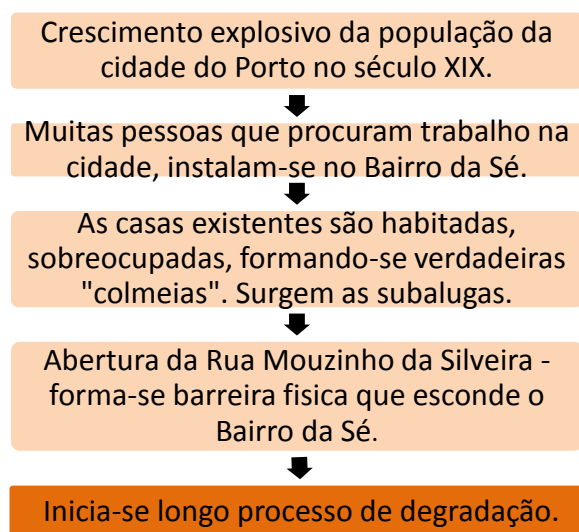 Crescimento explosivo da população da
cidade do Porto no século XIX.
Muitas pessoas que procuram trabalho na
cidade, instalam-se no Bairro da Sé.
As casas existentes são habitadas,
sobreocupadas, formando-se verdadeiras
"colmeias". Surgem as subalugas.
Abertura da Rua Mouzinho da Silveira -
forma-se barreira fisica que esconde o
Bairro da Sé.
Inicia-se longo processo de degradação.